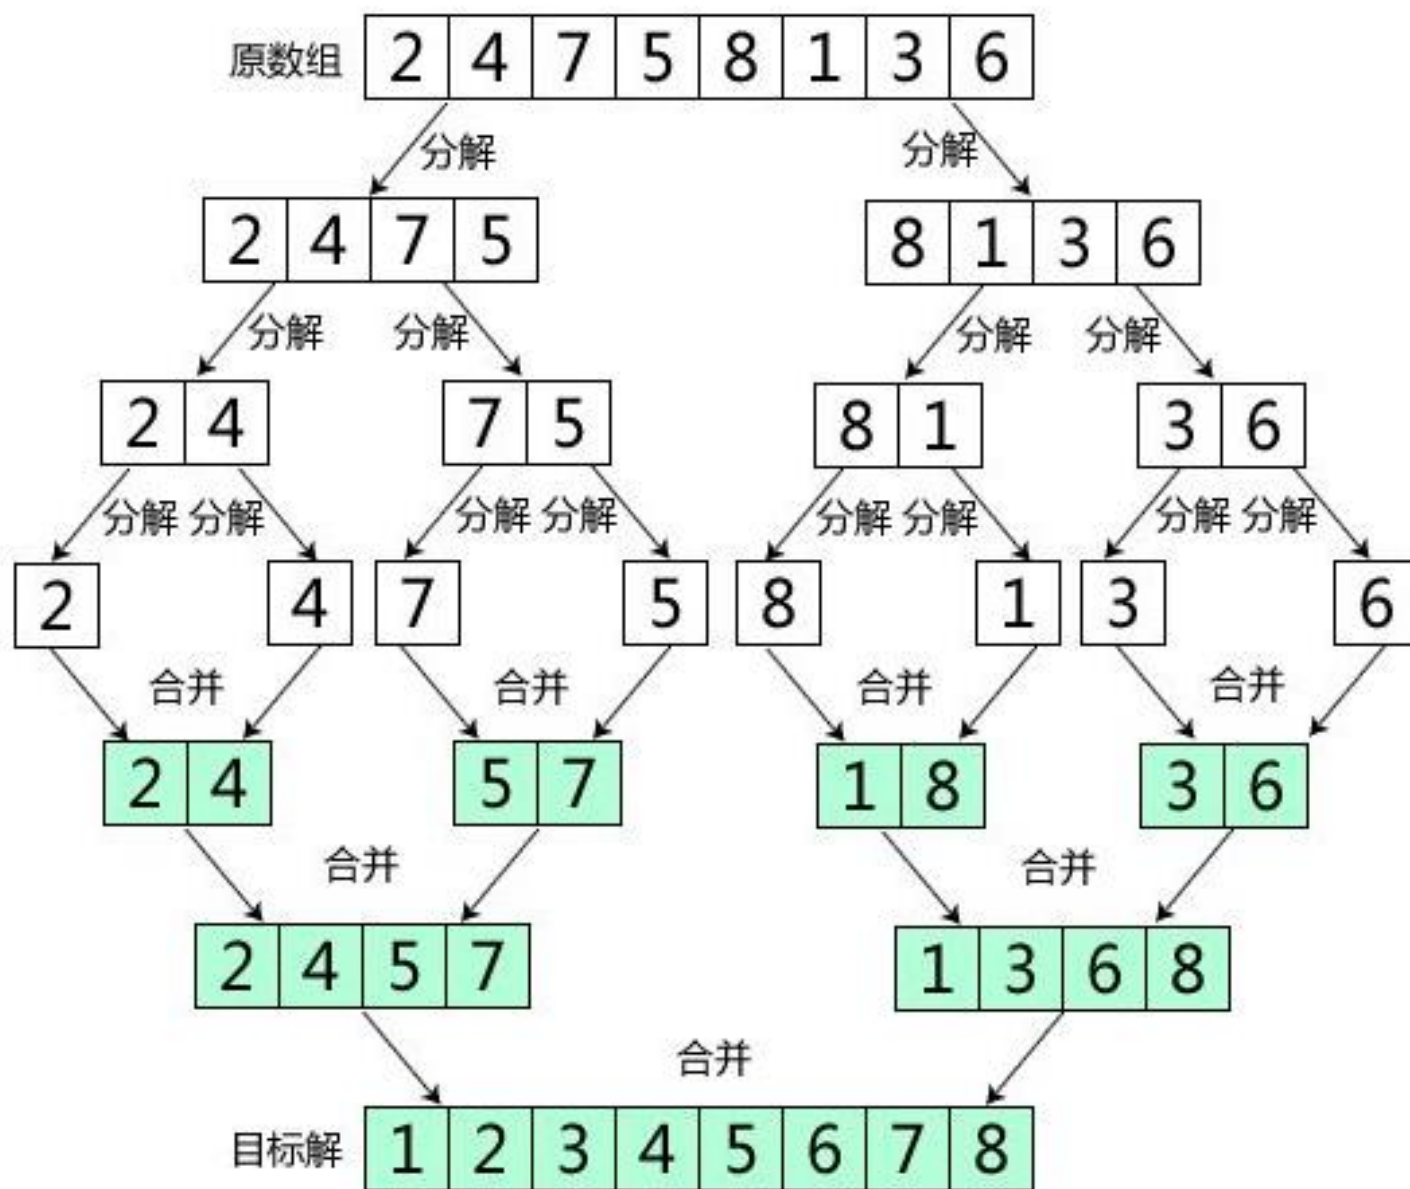 原数组 2 4 7 5 8 1 3 6
分解 分解
2 4 7 5 8 1 3 6
分解 分解 分解 分解
2 4 7 5 8 1 3 6
分解 分解 分解 分解 分解 分解 分解 分解
2 4 7 5 8 1 3 6
合并 合并 合并 合并
2 4 5 7 1 8 3 6
合并 合并
2 4 5 7 1 3 6 8
合并
目标解 1 2 3 4 5 6 7 8